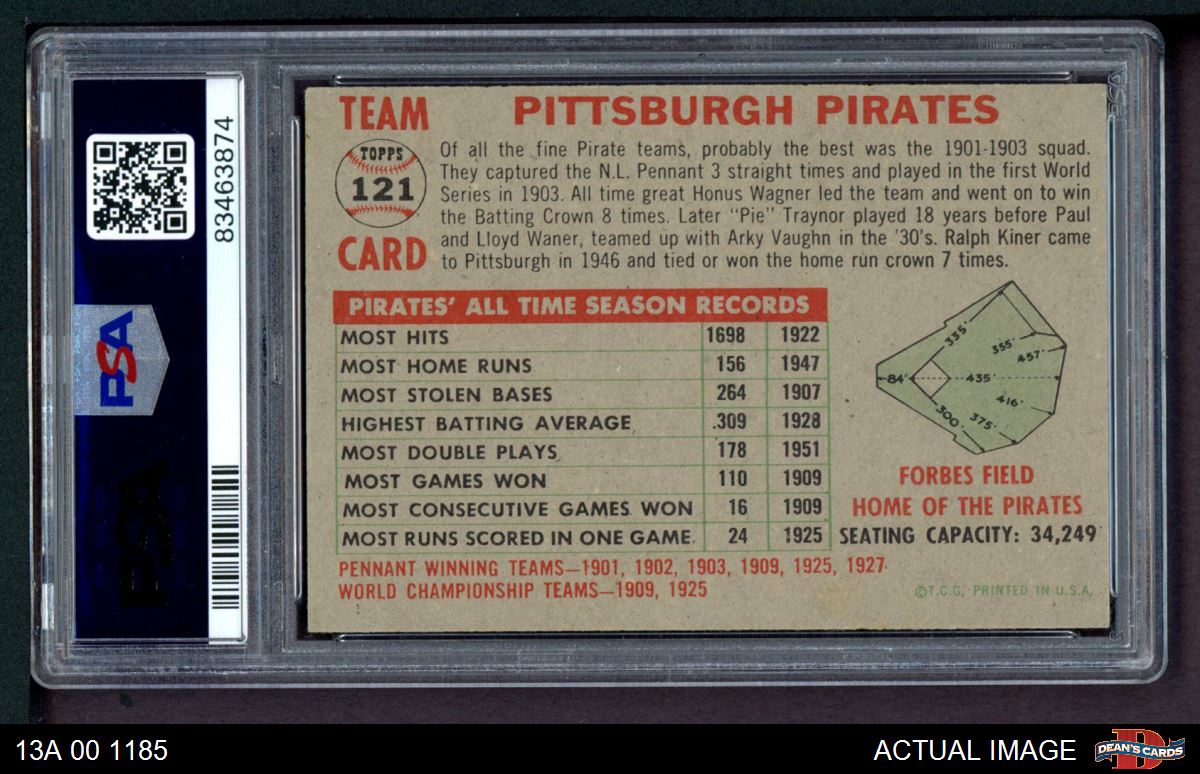 83463874
PSA
PSA
TEAM
TOPPS
121
CARD
PITTSBURGH PIRATES
Of all the fine Pirate teams, probably the best was the 1901-1903 squad.
They captured the N.L. Pennant 3 straight times and played in the first World
Series in 1903. All time great Honus Wagner led the team and went on to win
the Batting Crown 8 times. Later "Pie" Traynor played 18 years before Paul
and Lloyd Waner, teamed up with Arky Vaughn in the '30's. Ralph Kiner came
to Pittsburgh in 1946 and tied or won the home run crown 7 times.
PIRATES' ALL TIME SEASON RECORDS
MOST HITS 1698 1922
MOST HOME RUNS 156 1947
MOST STOLEN BASES 264 1907
HIGHEST BATTING AVERAGE .309 1928
MOST DOUBLE PLAYS 178 1951
MOST GAMES WON 110 1909
MOST CONSECUTIVE GAMES WON 16 1909
MOST RUNS SCORED IN ONE GAME. 24 1925
335'
355'
457'
84'
435'
416'
300'
375'
FORBES FIELD
HOME OF THE PIRATES
SEATING CAPACITY: 34,249
PENNANT WINNING TEAMS—1901, 1902, 1903, 1909, 1925, 1927
WORLD CHAMPIONSHIP TEAMS—1909, 1925
©T.C.G. PRINTED IN U.S.A.
13A 00 1185
ACTUAL IMAGE
DEAN'S CARDS